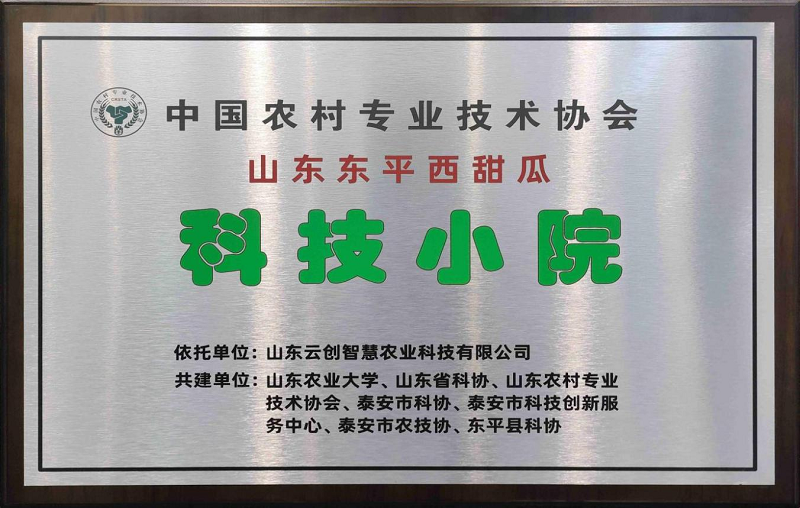 中国农村专业技术协会
山东东平西甜瓜
科技小院
依托单位：山东云创智慧农业科技有限公司
共建单位：山东农业大学、山东省科协、山东农村专业
技术协会、泰安市科协、泰安市科技创新服
务中心、泰安市农技协、东平县科协